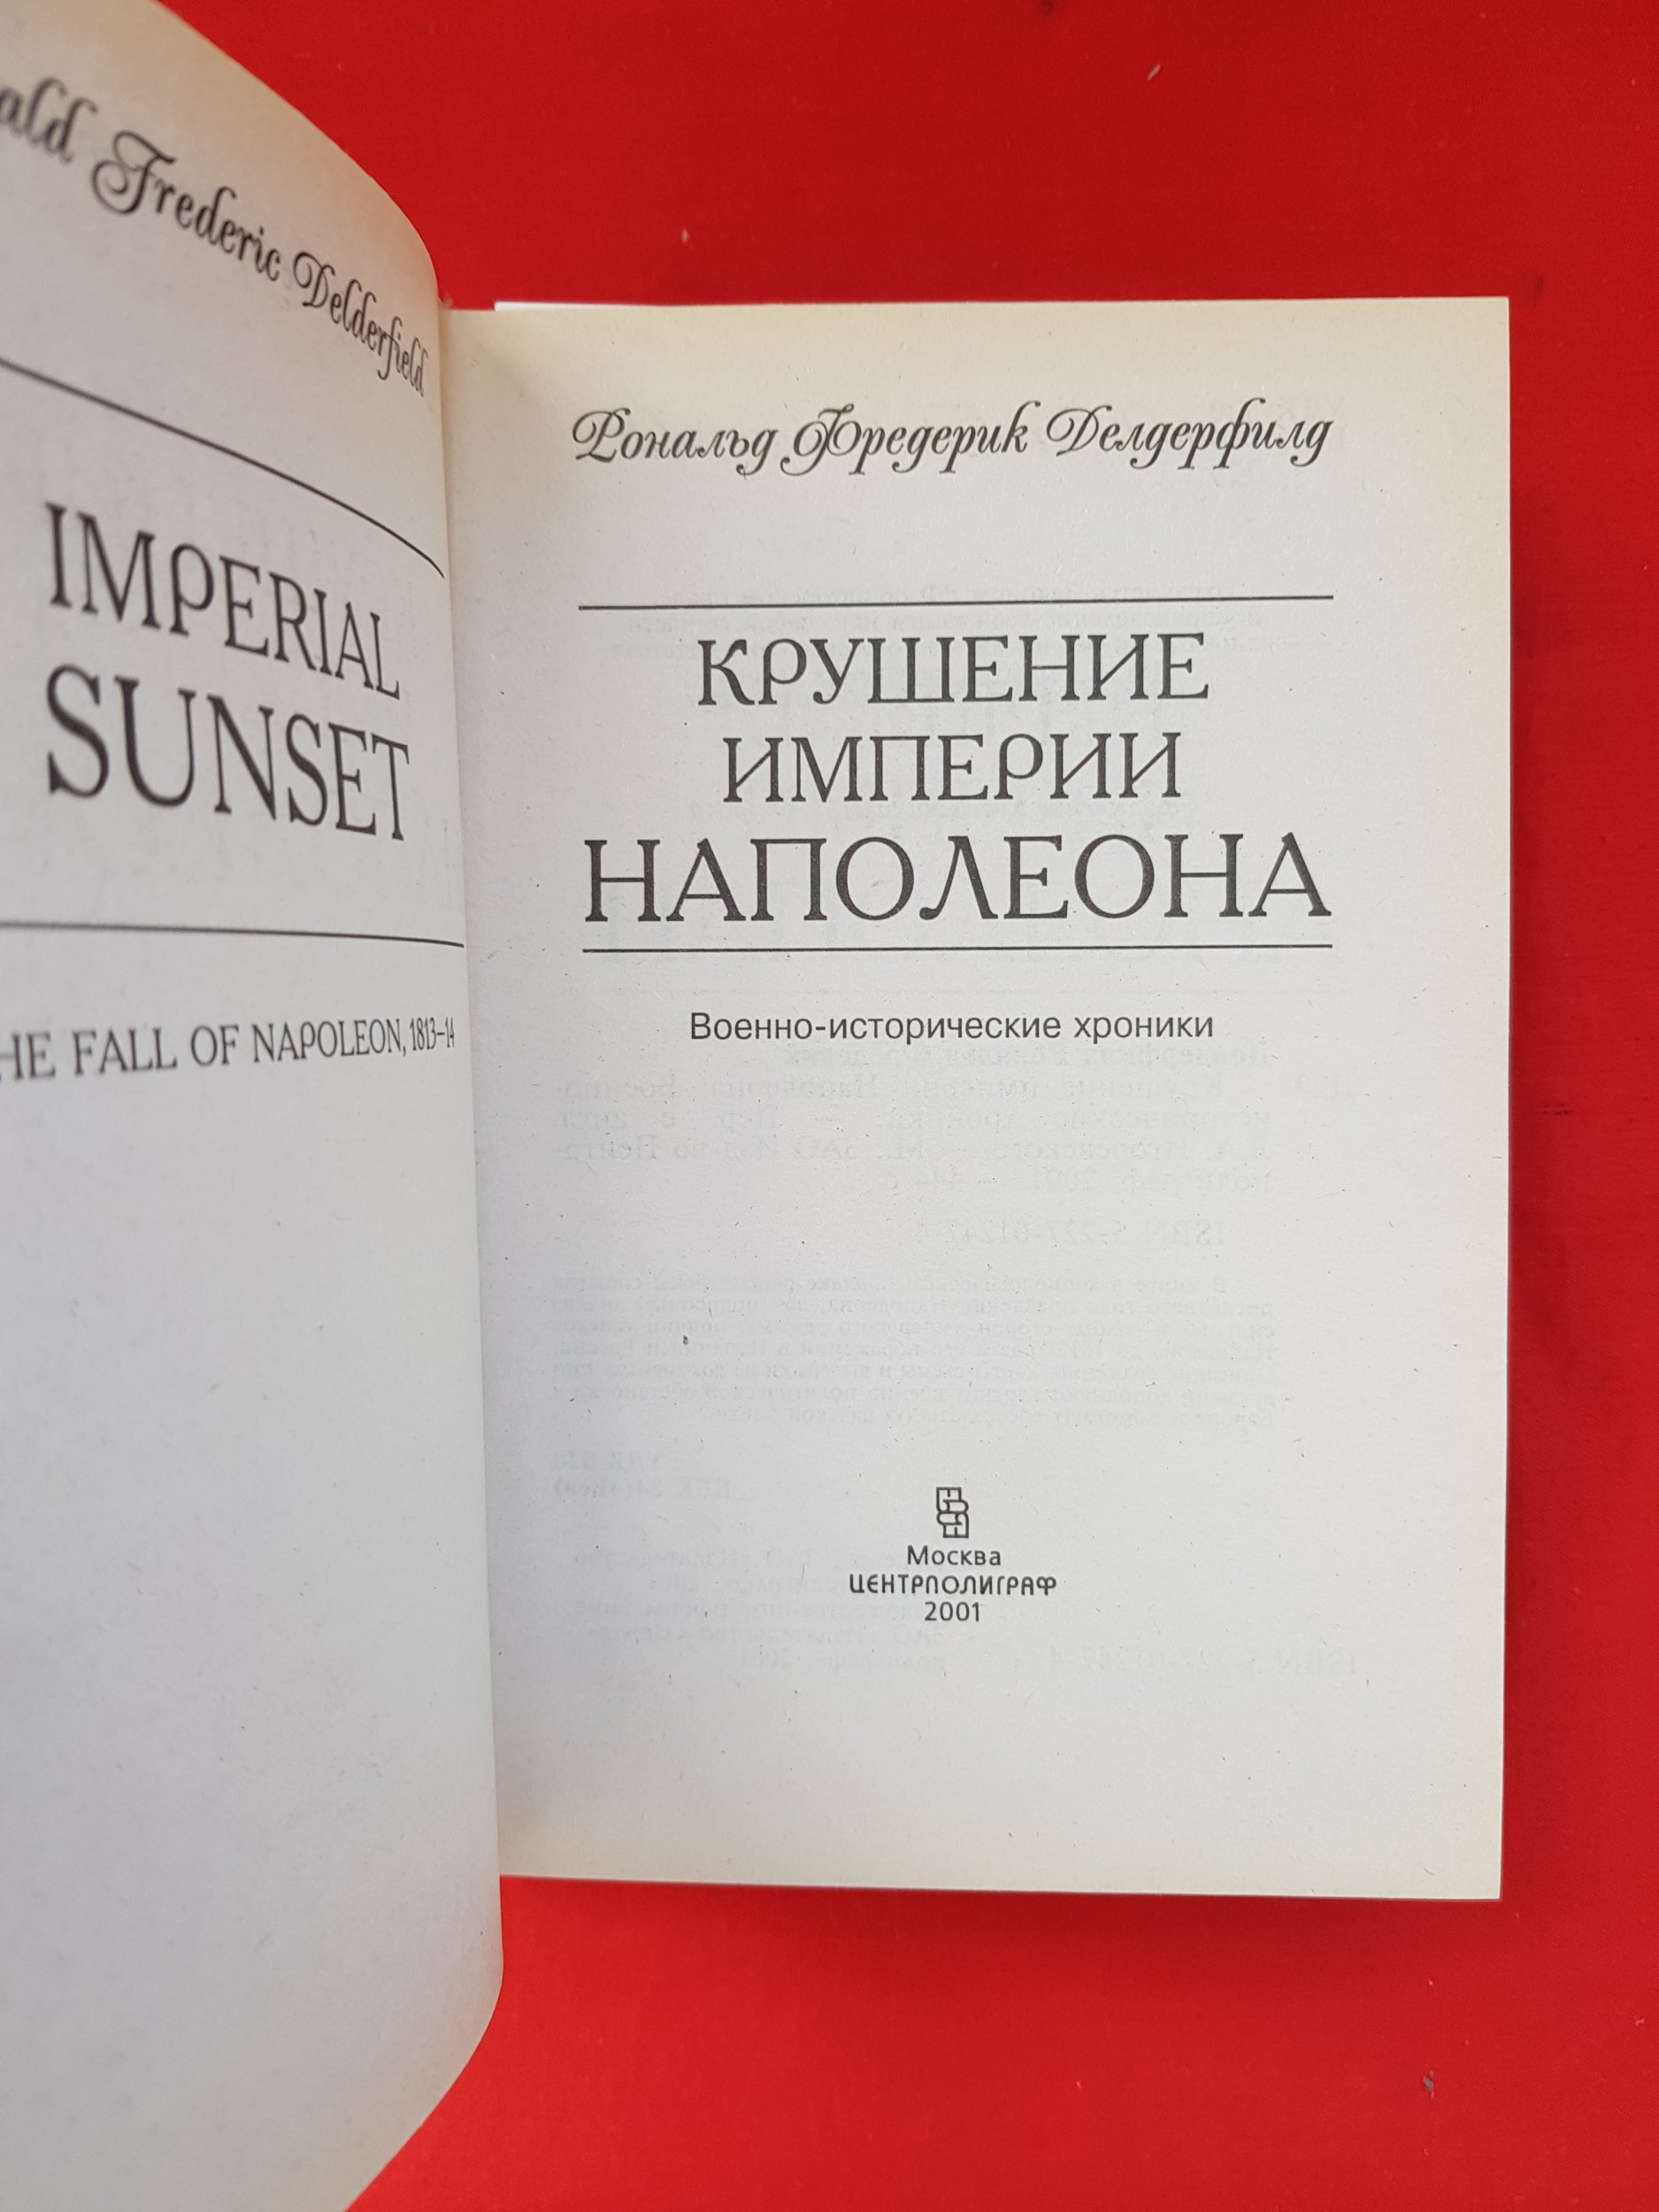 Frederic Delderfield
IMPERIAL
SUNSET
FALL OF NAPOLEON, 1813–14
Рональд Фредерик Делдерфилд
КРУШЕНИЕ
ИМПЕРИИ
НАПОЛЕОНА
Военно-исторические хроники
Москва
ЦЕНТРПОЛИГРАФ
2001